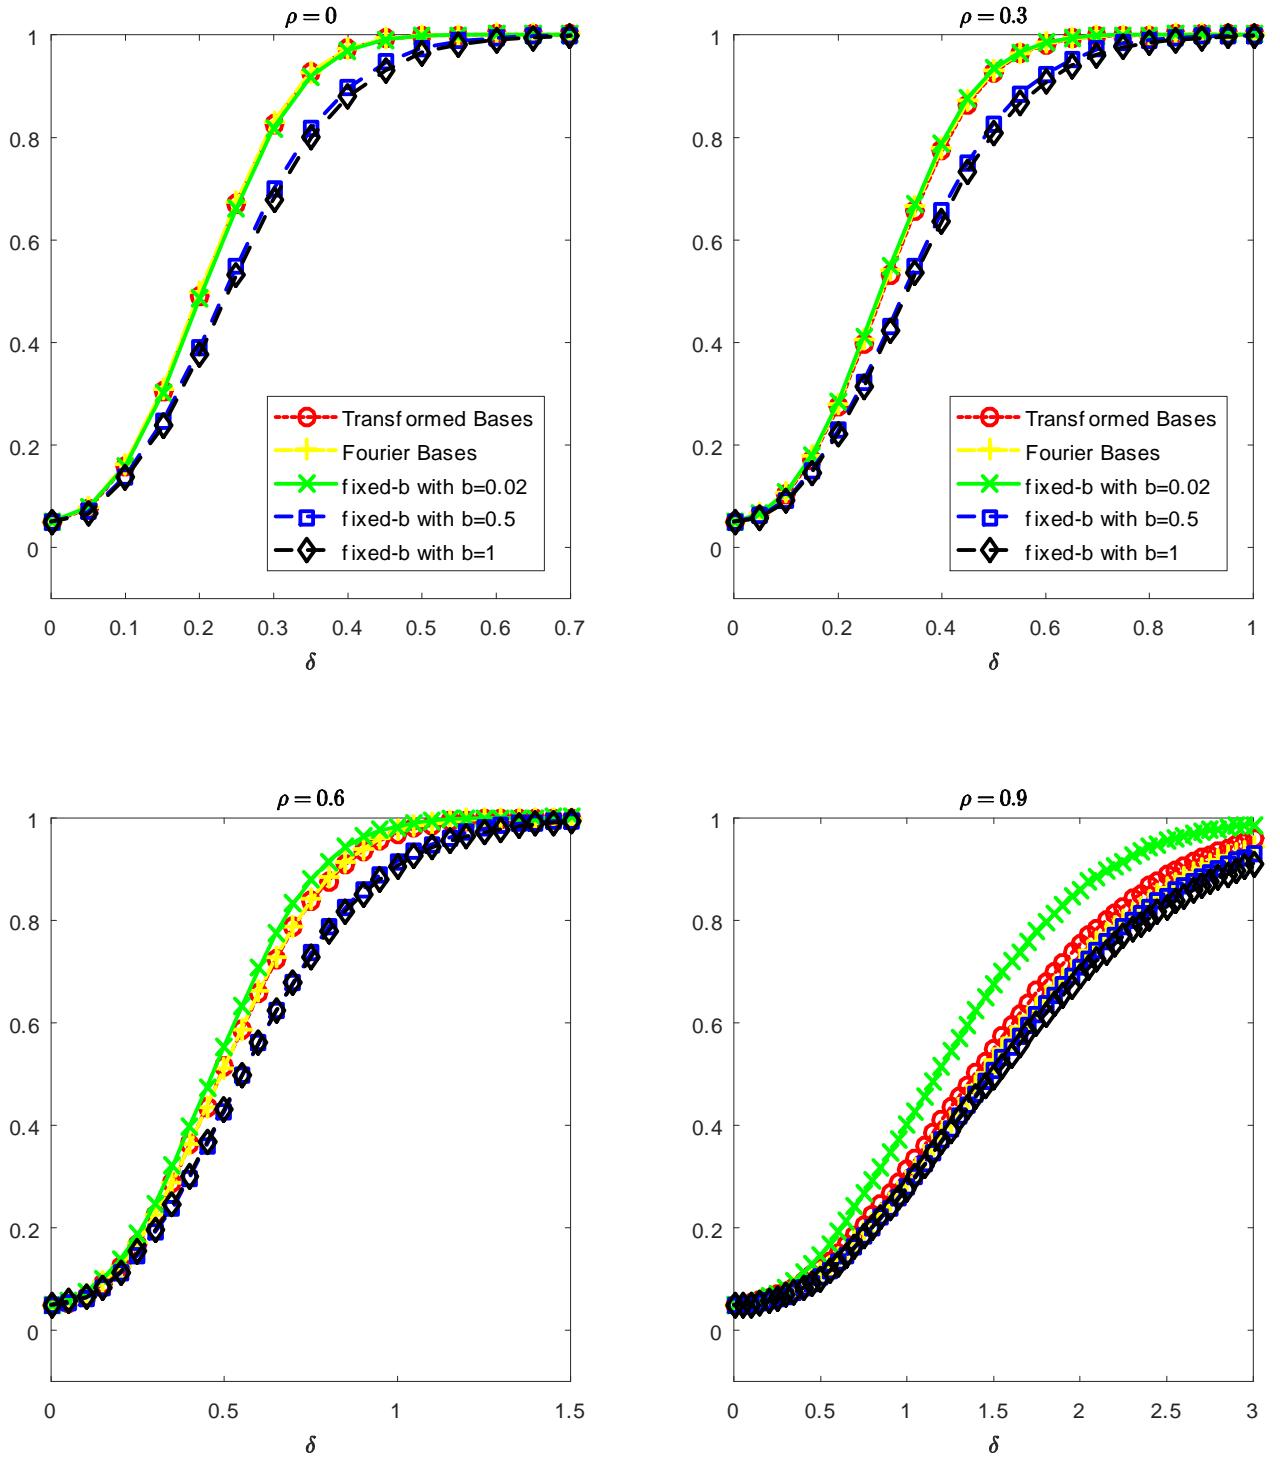 ρ = 0
1
0.8
0.6
0.4
0.2
0
Transformed Bases
Fourier Bases
fixed-b with b=0.02
fixed-b with b=0.5
fixed-b with b=1
0 0.1 0.2 0.3 0.4 0.5 0.6 0.7
δ
ρ = 0.3
1
0.8
0.6
0.4
0.2
0
Transformed Bases
Fourier Bases
fixed-b with b=0.02
fixed-b with b=0.5
fixed-b with b=1
0 0.2 0.4 0.6 0.8 1
δ
ρ = 0.6
1
0.8
0.6
0.4
0.2
0
0 0.5 1 1.5
δ
ρ = 0.9
1
0.8
0.6
0.4
0.2
0
0 0.5 1 1.5 2 2.5 3
δ